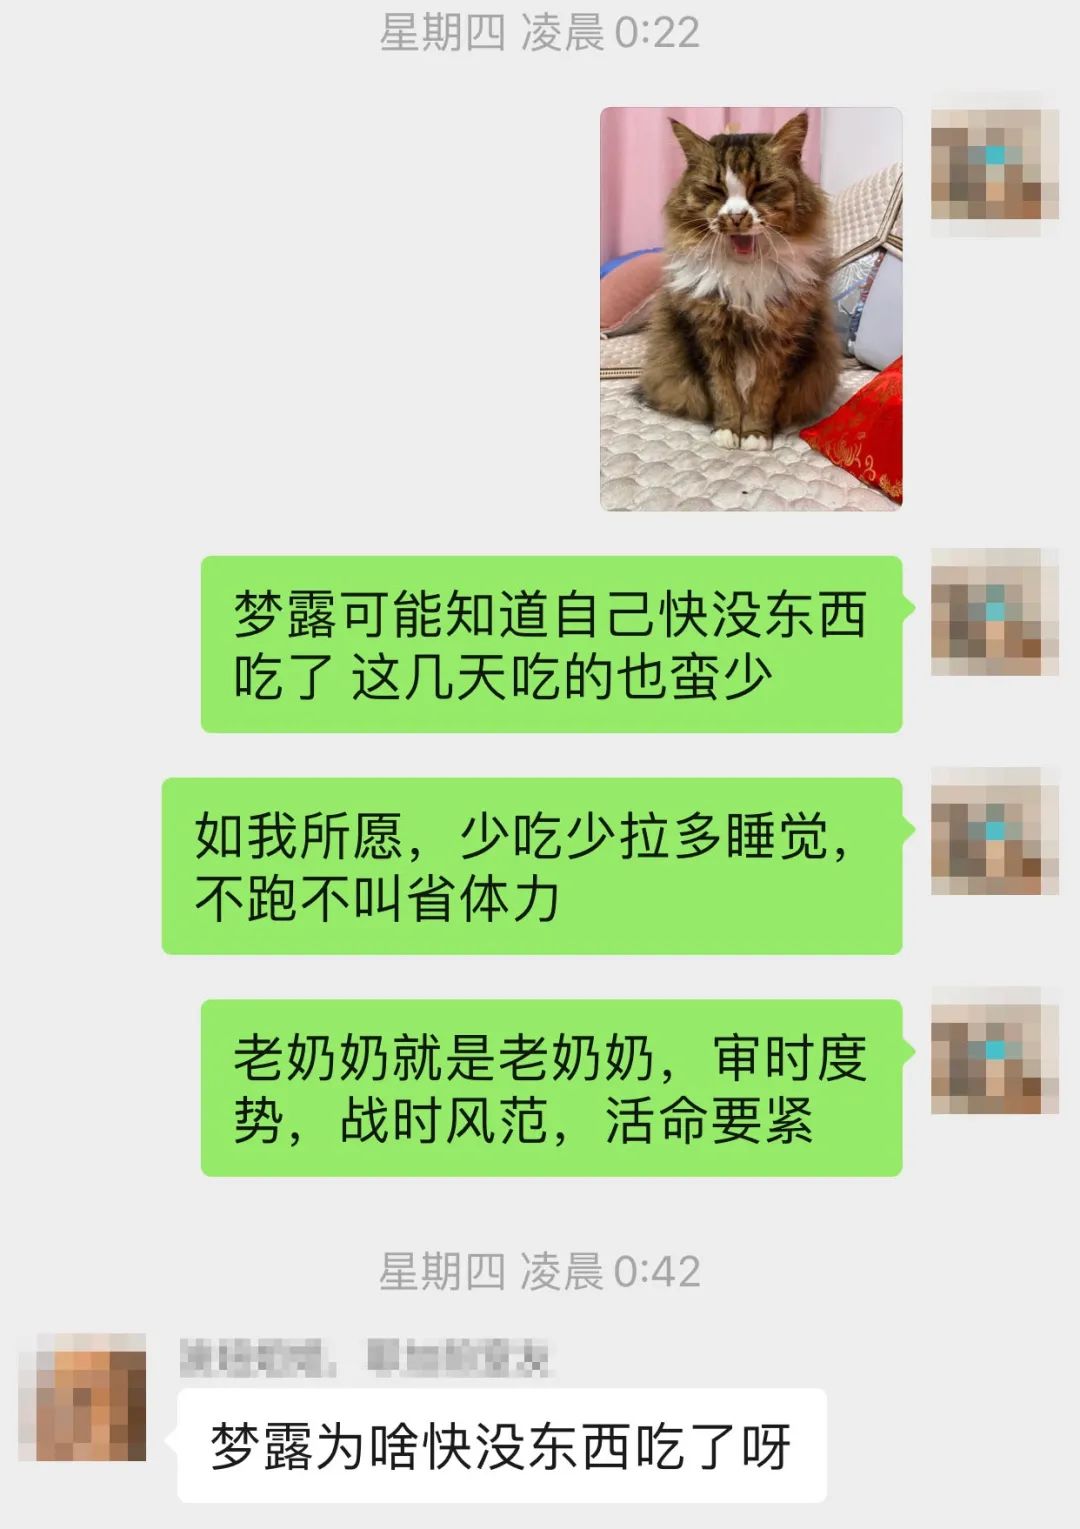 星期四 凌晨 0:22
梦露可能知道自己快没东西
吃了 这几天吃的也蛮少
如我所愿，少吃少拉多睡觉，
不跑不叫省体力
老奶奶就是老奶奶，审时度
势，战时风范，活命要紧
星期四 凌晨 0:42
梦露为啥快没东西吃了呀